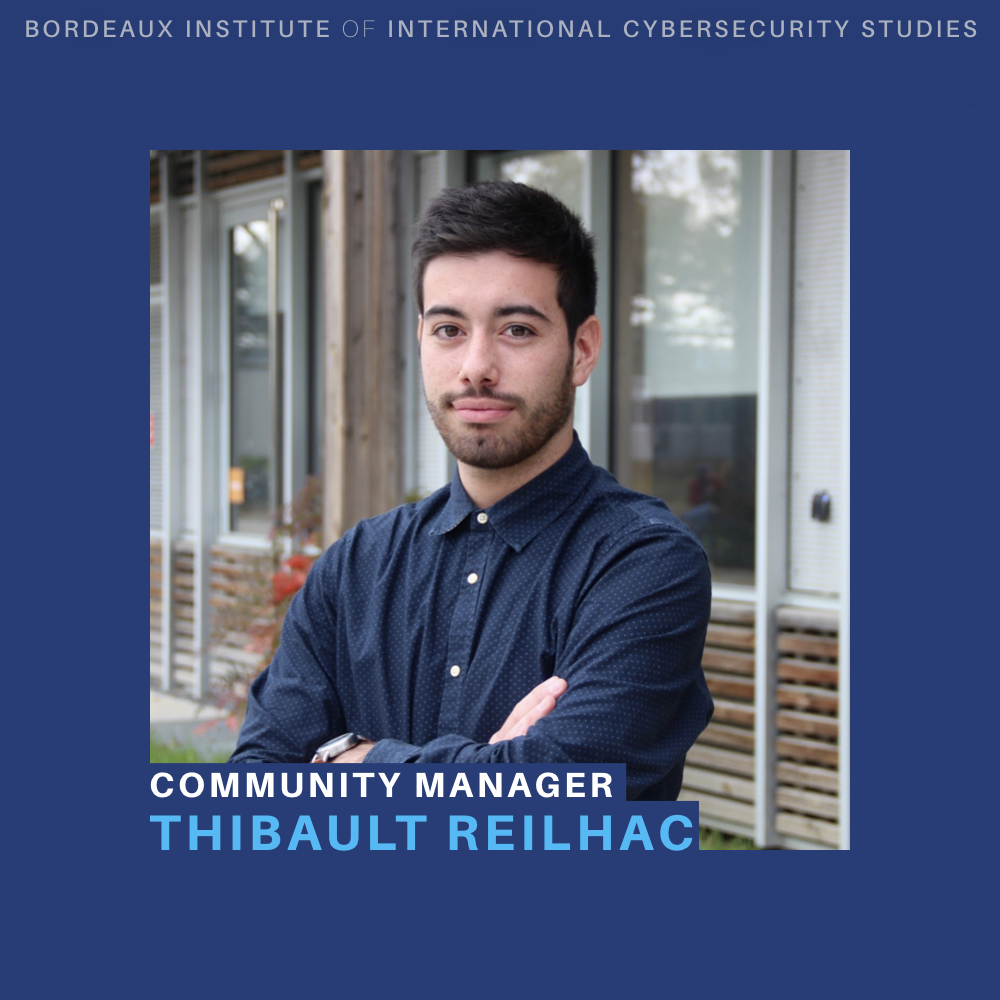 BORDEAUX INSTITUTE OF INTERNATIONAL CYBERSECURITY STUDIES
COMMUNITY MANAGER
THIBAULT REILHAC